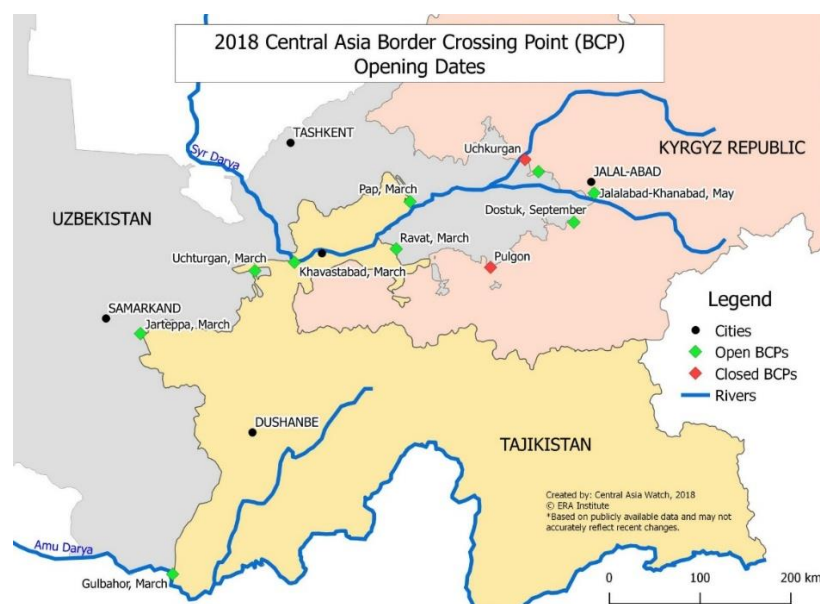 2018 Central Asia Border Crossing Point (BCP)
Opening Dates
TASHKENT
Syr Darya
Uchkurgan
KYRGYZ REPUBLIC
JALAL-ABAD
Pap, March
Jalalabad-Khanabad, May
UZBEKISTAN
Dostuk, September
Ravat, March
Uchturgan, March
Pulgon
Khavastabad, March
SAMARKAND
Jarteppa, March
Legend
Cities
Open BCPs
Closed BCPs
Rivers
DUSHANBE
TAJIKISTAN
Created by: Central Asia Watch, 2018
© ERA Institute
*Based on publicly available data and may not
accurately reflect recent changes.
Amu Darya
Gulbahor, March
0 100 200 km